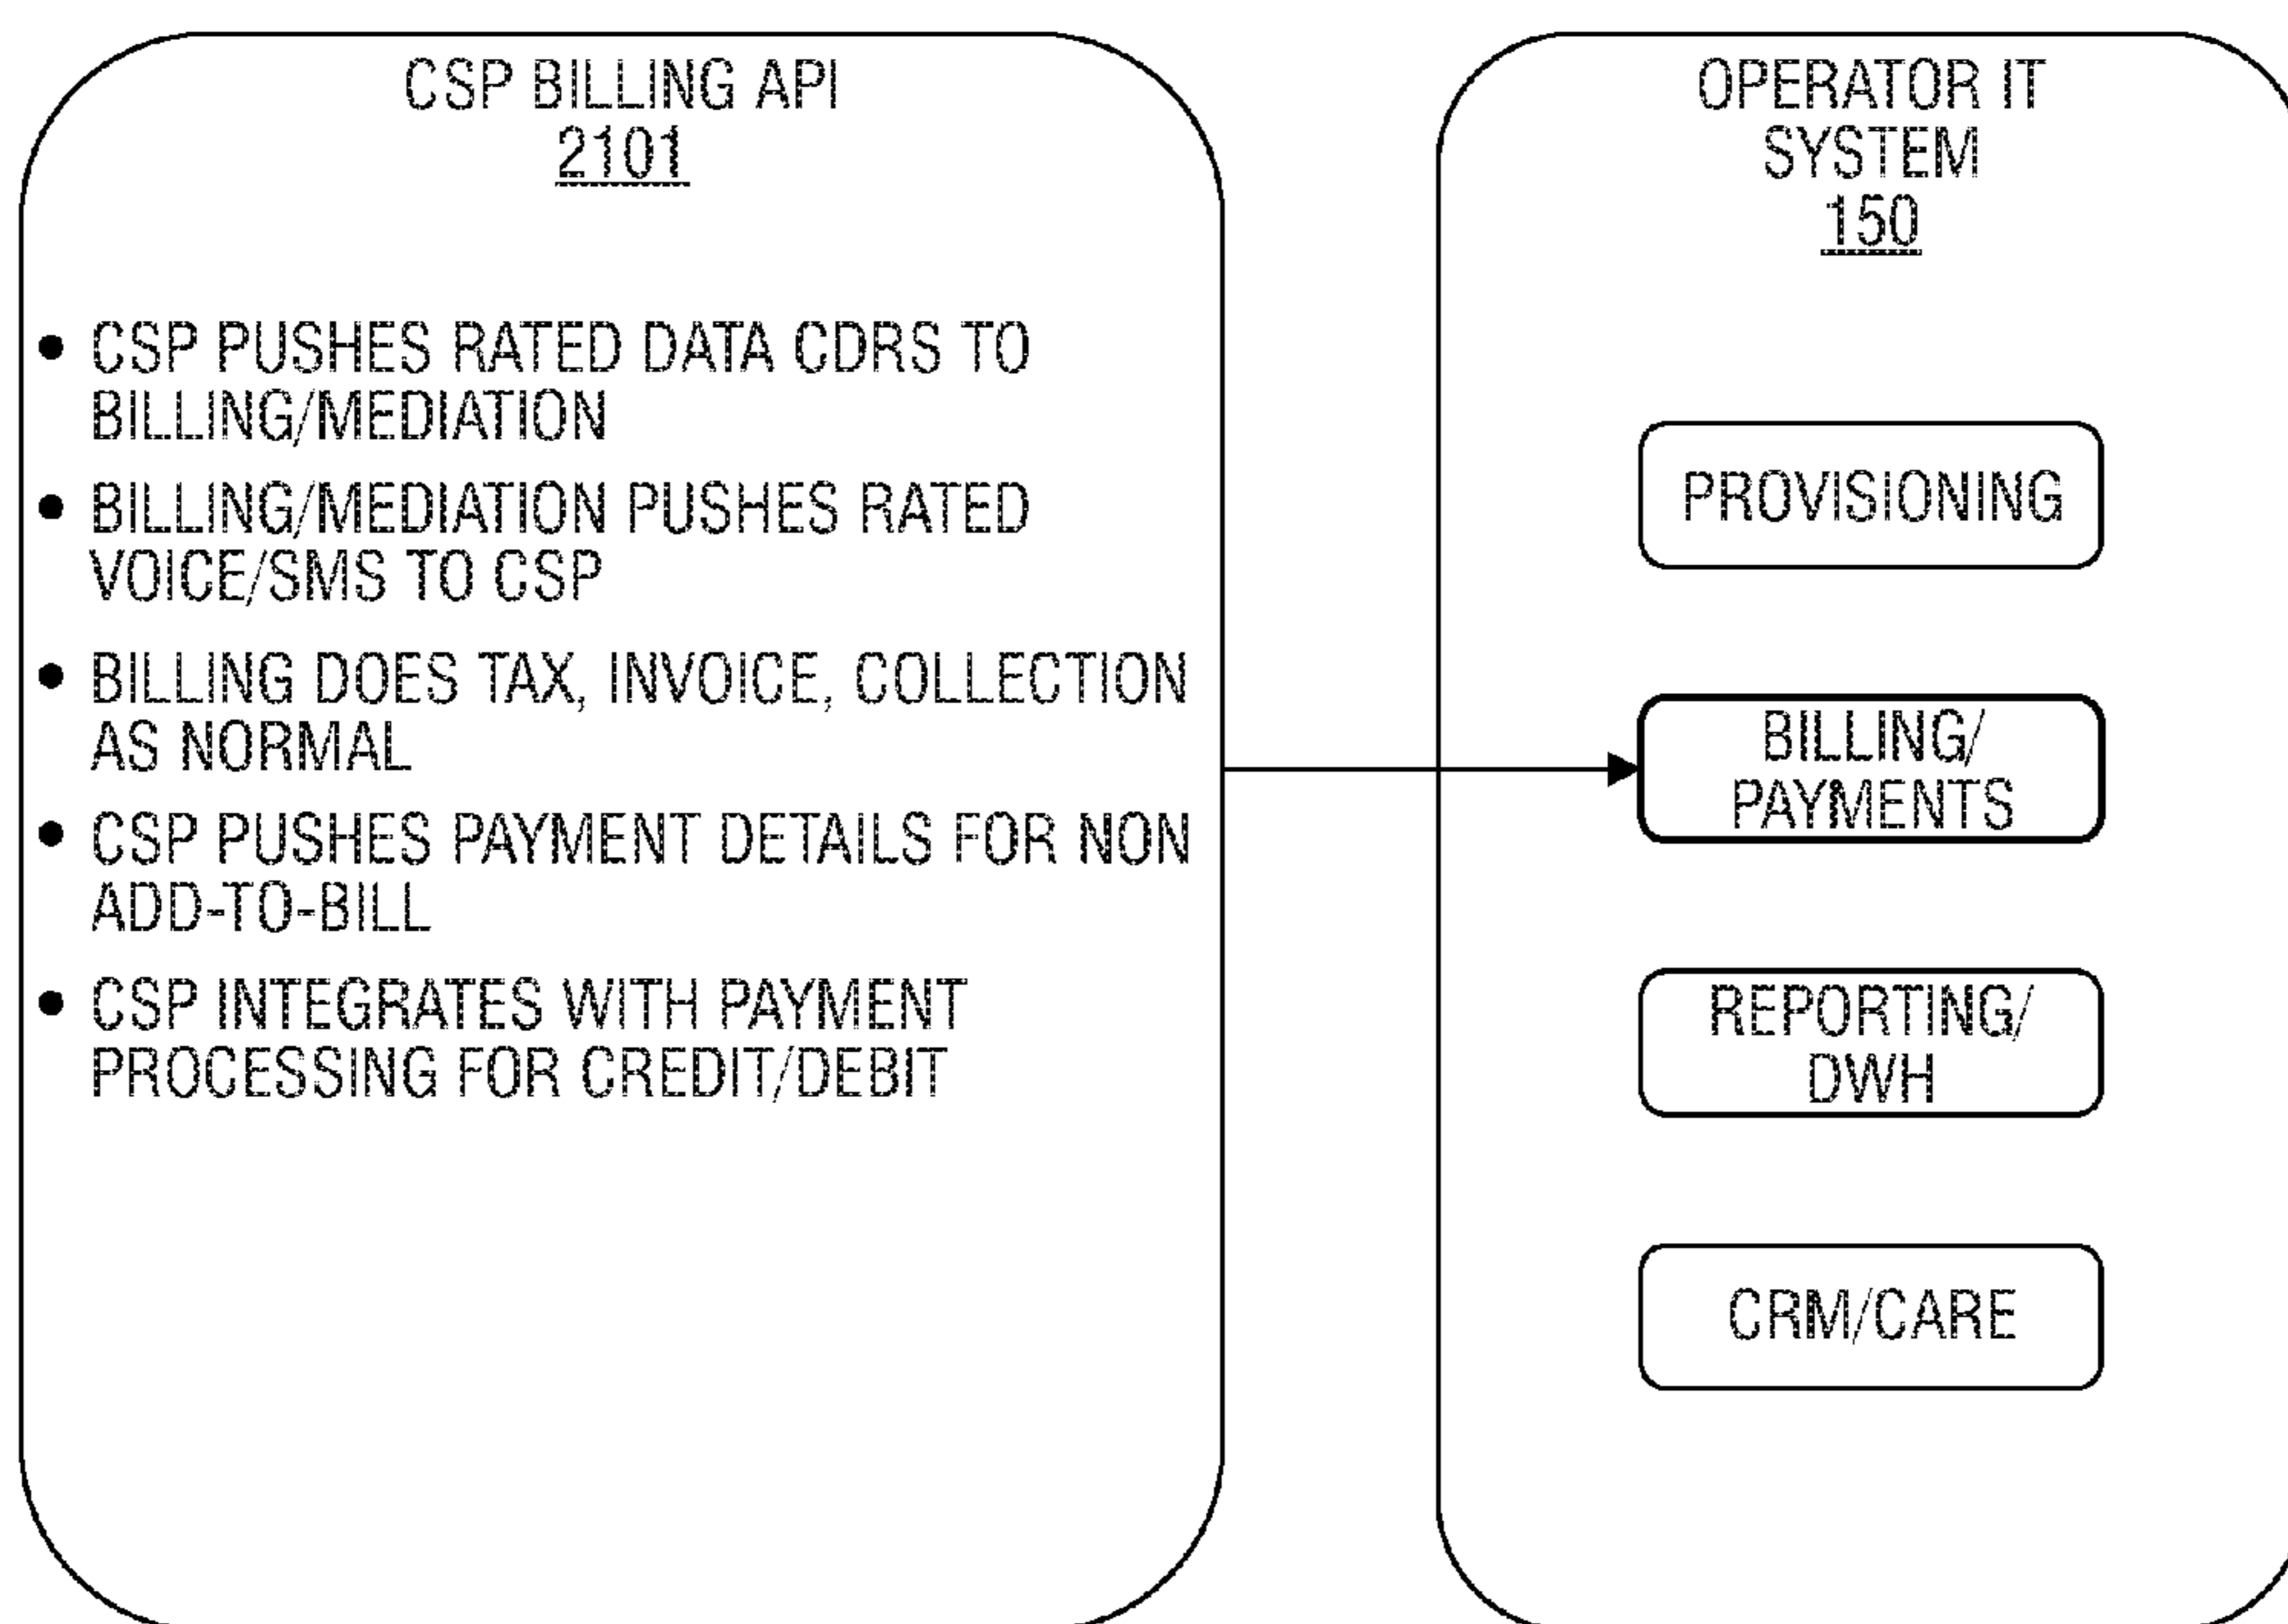 CSP BILLING API
2101
• CSP PUSHES RATED DATA CDRS TO
BILLING/MEDIATION
• BILLING/MEDIATION PUSHES RATED
VOICE/SMS TO CSP
• BILLING DOES TAX, INVOICE, COLLECTION
AS NORMAL
• CSP PUSHES PAYMENT DETAILS FOR NON
ADD-TO-BILL
• CSP INTEGRATES WITH PAYMENT
PROCESSING FOR CREDIT/DEBIT
OPERATOR IT
SYSTEM
150
PROVISIONING
BILLING/
PAYMENTS
REPORTING/
DWH
CRM/CARE